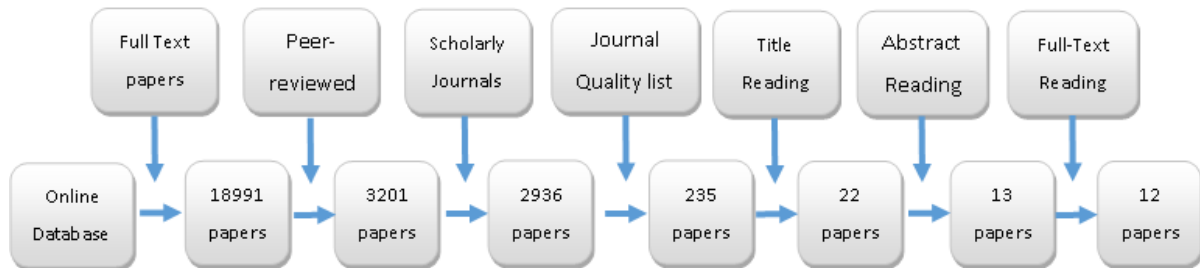 Full Text
papers
Peer-
reviewed
Scholarly
Journals
Journal
Quality list
Title
Reading
Abstract
Reading
Full-Text
Reading
Online
Database
18991
papers
3201
papers
2936
papers
235
papers
22
papers
13
papers
12
papers